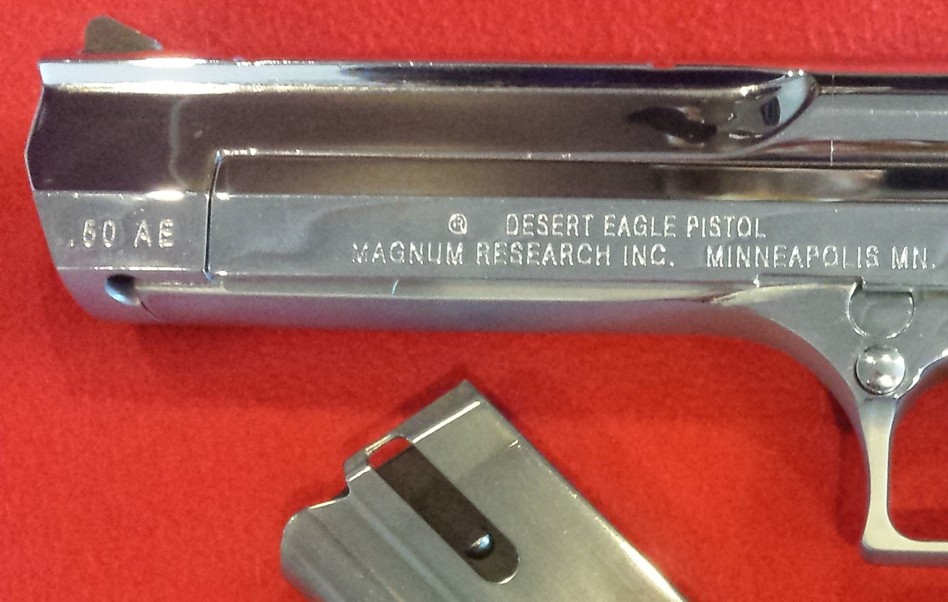 ® DESERT EAGLE PISTOL
.50 AE
MAGNUM RESEARCH INC. MINNEAPOLIS MN.